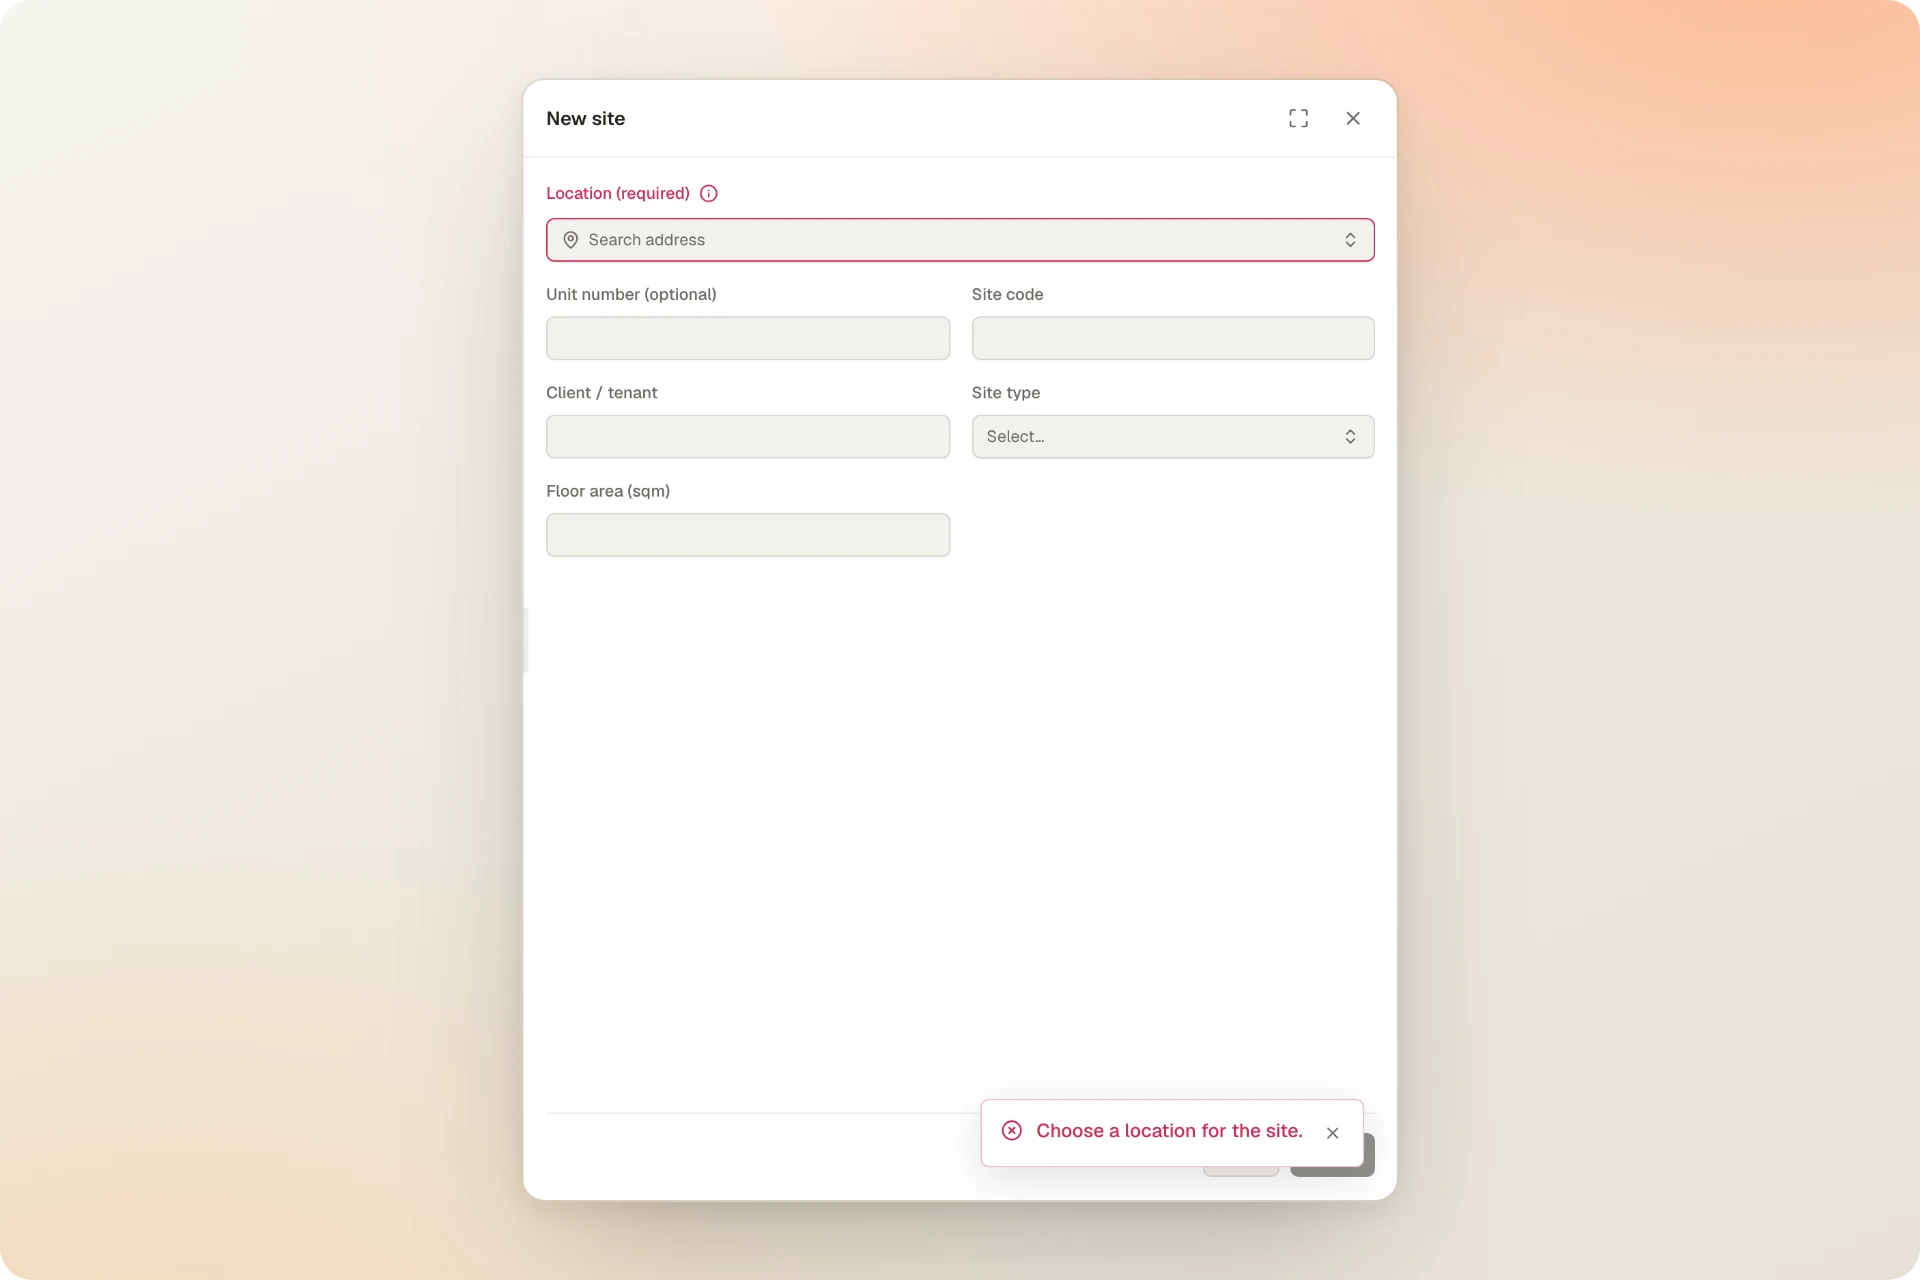 New site
Location (required)
Search address
Unit number (optional)
Site code
Client / tenant
Site type
Select...
Floor area (sqm)
Choose a location for the site.